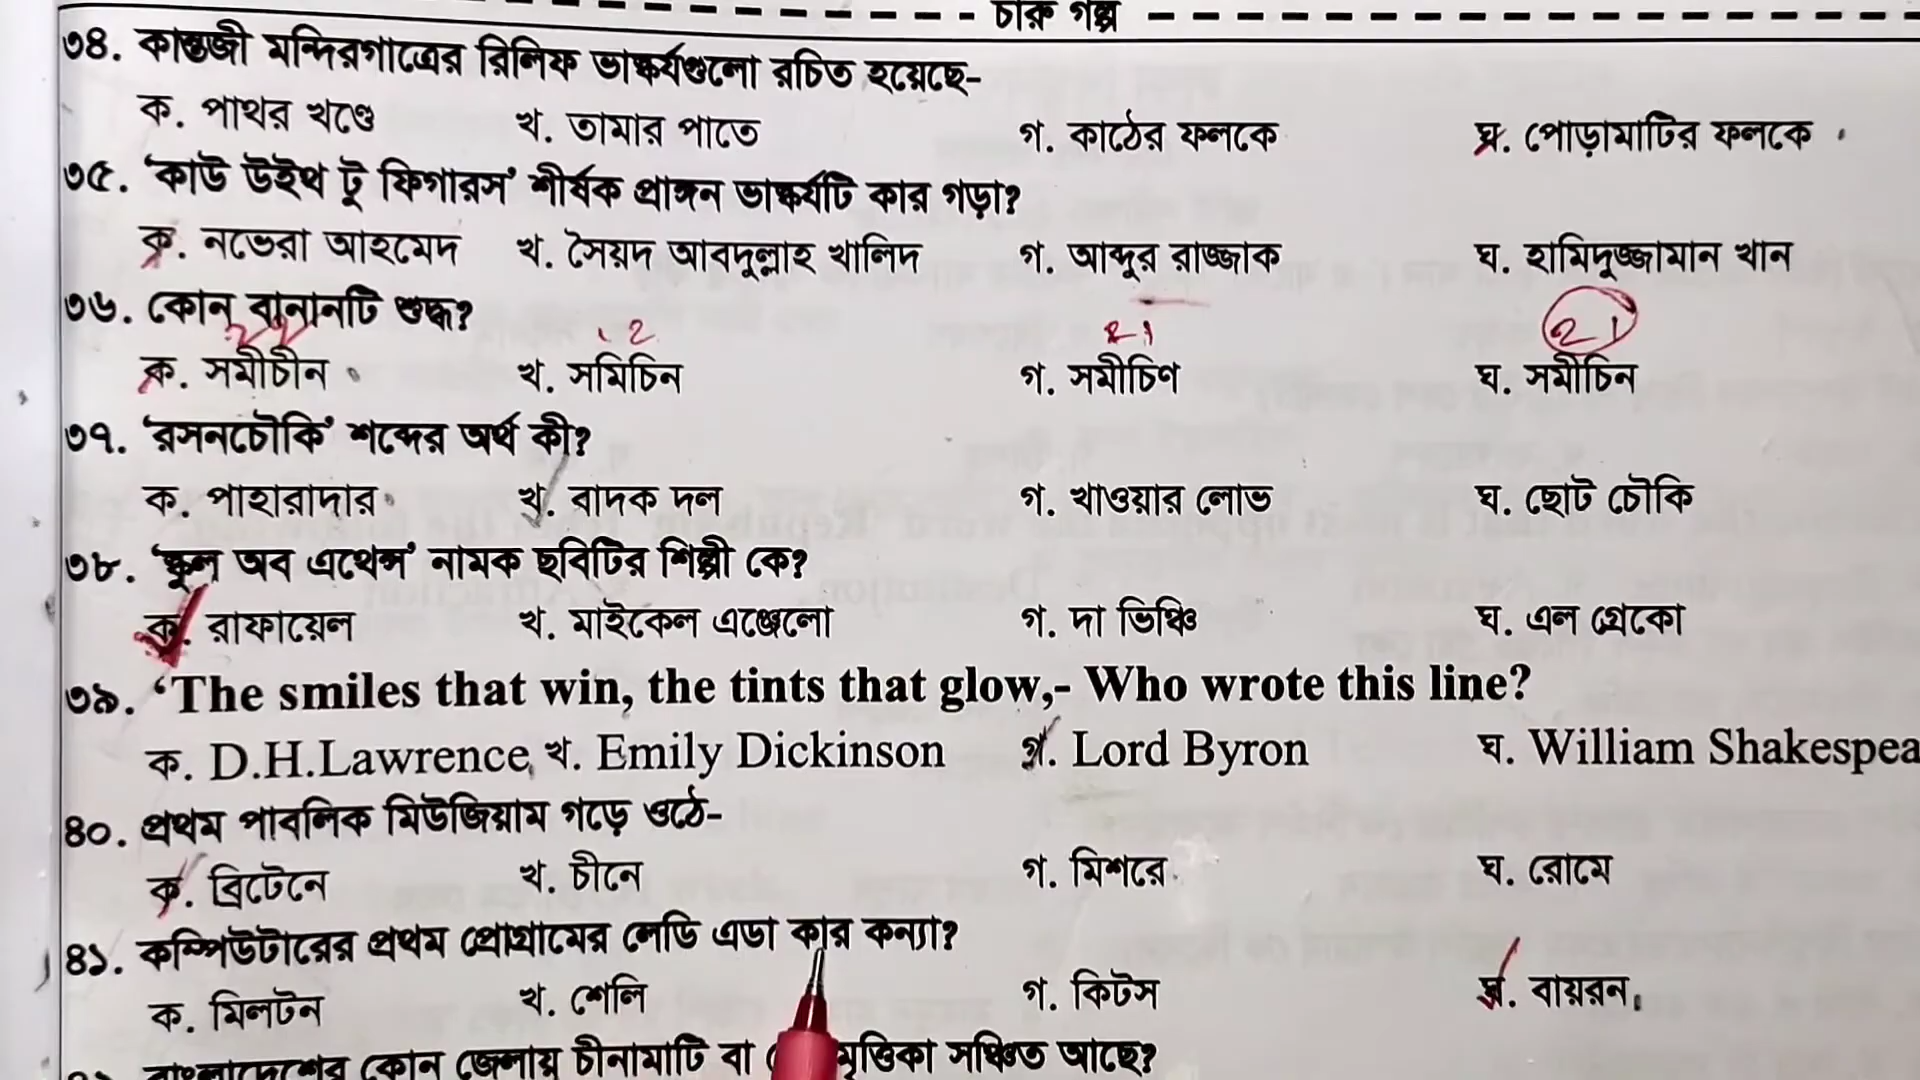 চারু গল্প
৩৪. কান্তজী মন্দিরগাত্রের রিলিফ ভাস্কর্যগুলো রচিত হয়েছে-
ক. পাথর খণ্ডে খ. তামার পাতে গ. কাঠের ফলকে ঘ. পোড়ামাটির ফলকে
৩৫. ‘কাউ উইথ টু ফিগারস’ শীর্ষক প্রাঙ্গন ভাস্কর্যটি কার গড়া?
ক. নভেরা আহমেদ খ. সৈয়দ আবদুল্লাহ খালিদ গ. আব্দুর রাজ্জাক ঘ. হামিদুজ্জামান খান
৩৬. কোন বানানটি শুদ্ধ?
ক. সমীচীন খ. সমিচিন গ. সমীচিণ ঘ. সমীচিন
৩৭. ‘রসনচৌকি’ শব্দের অর্থ কী?
ক. পাহারাদার খ. বাদক দল গ. খাওয়ার লোভ ঘ. ছোট চৌকি
৩৮. ‘স্কুল অব এথেন্স’ নামক ছবিটির শিল্পী কে?
ক. রাফায়েল খ. মাইকেল এঞ্জেলো গ. দা ভিঞ্চি ঘ. এল গ্রেকো
৩৯. ‘The smiles that win, the tints that glow,- Who wrote this line?
ক. D.H.Lawrence, খ. Emily Dickinson গ. Lord Byron ঘ. William Shakespea
৪০. প্রথম পাবলিক মিউজিয়াম গড়ে ওঠে-
ক. ব্রিটেনে খ. চীনে গ. মিশরে ঘ. রোমে
৪১. কম্পিউটারের প্রথম প্রোগ্রামের লেডি এডা কার কন্যা?
ক. মিলটন খ. শেলি গ. কিটস ঘ. বায়রন
বাংলাদেশের কোন জেলায় চীনামাটি বা মৃত্তিকা সঞ্চিত আছে?